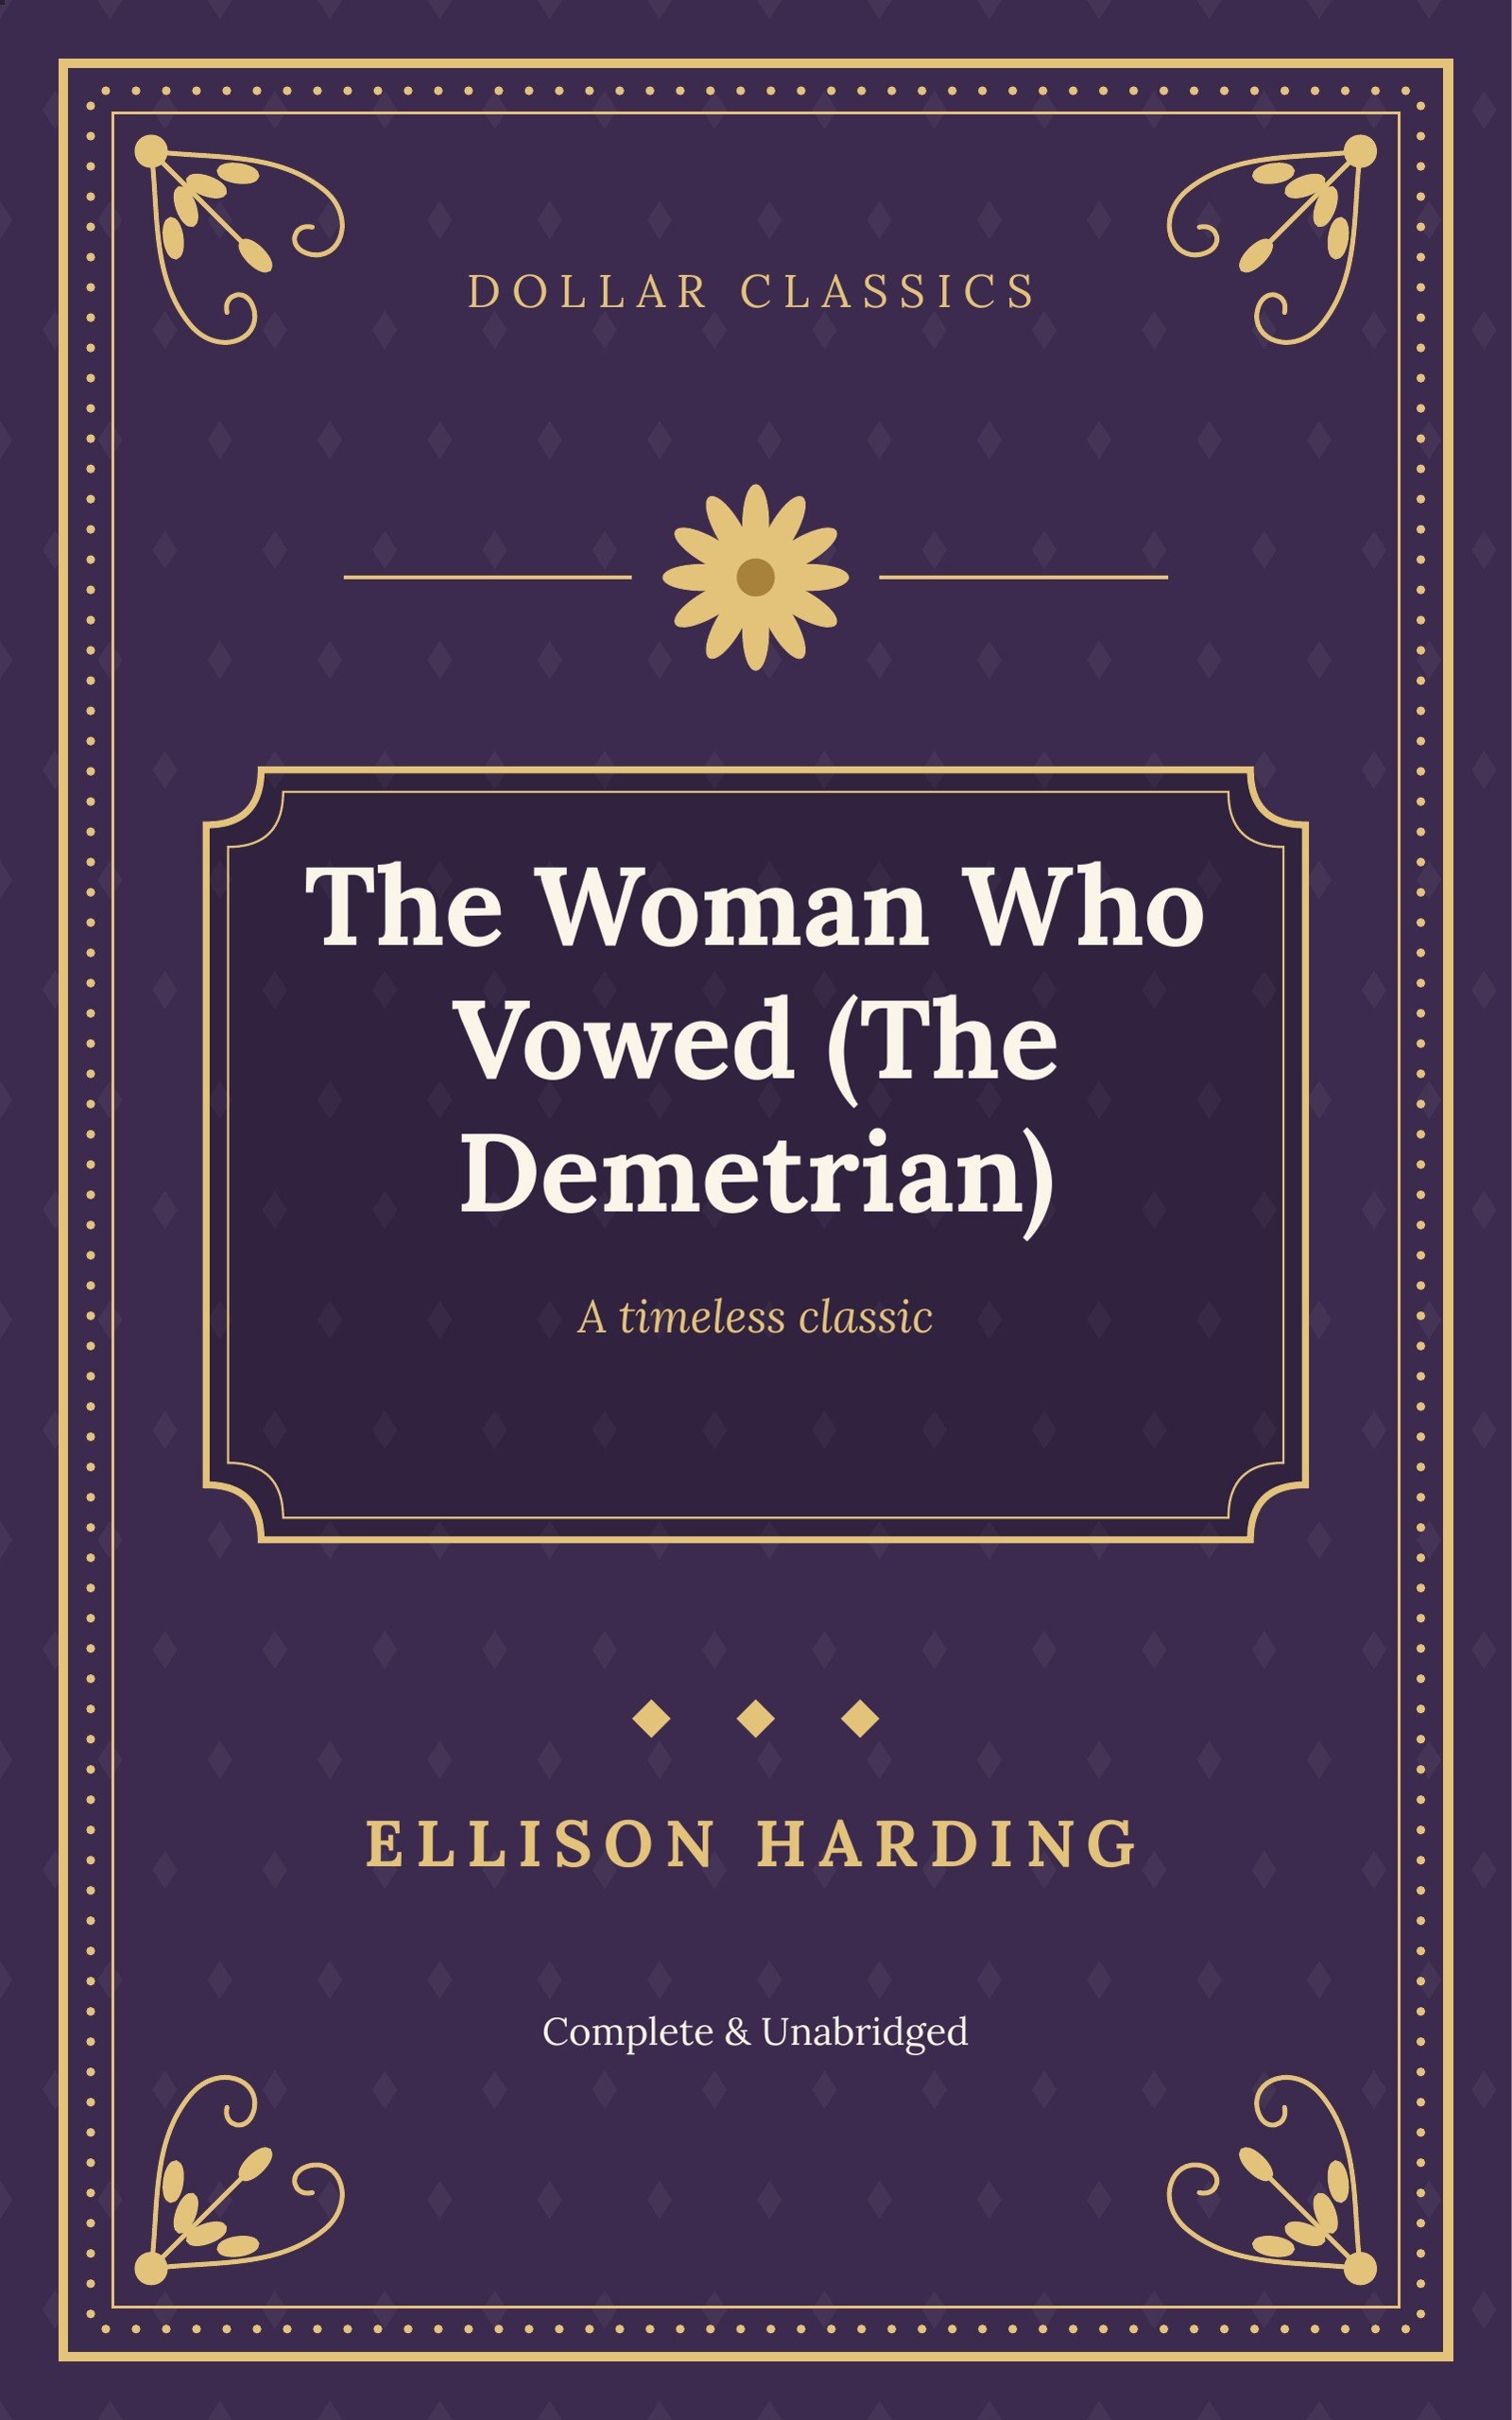 DOLLAR CLASSICS
The Woman Who
Vowed (The
Demetrian)
A timeless classic
ELLISON HARDING
Complete & Unabridged